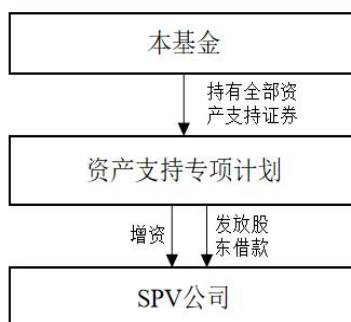 本基金
持有全部资
产支持证券
资产支持专项计划
增资
发放股
东借款
SPV公司